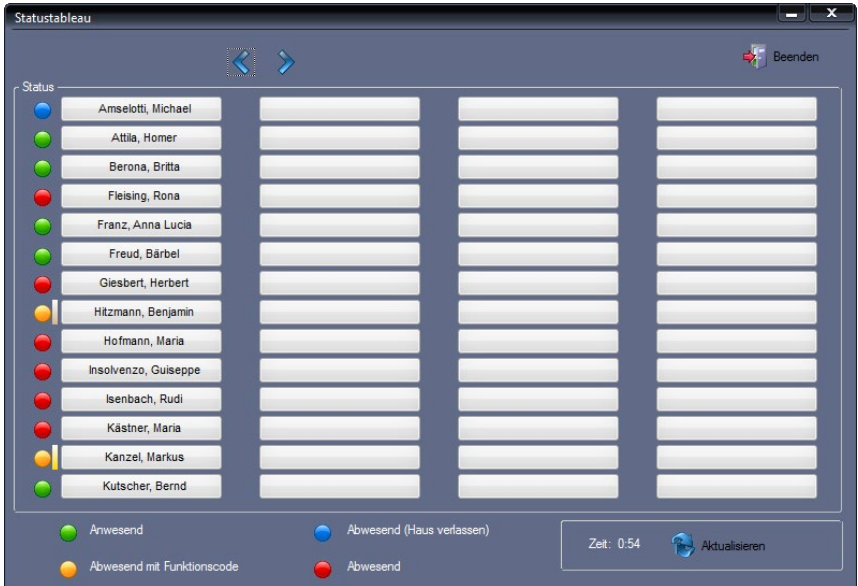 Statustableau
Beenden
Status
Amselotti, Michael
Attila, Homer
Berona, Britta
Fleising, Rona
Franz, Anna Lucia
Freud, Bärbel
Giesbert, Herbert
Hitzmann, Benjamin
Hofmann, Maria
Insolvenzo, Guiseppe
Isenbach, Rudi
Kästner, Maria
Kanzel, Markus
Kutscher, Bernd
Anwesend
Abwesend (Haus verlassen)
Zeit: 0:54
Aktualisieren
Abwesend mit Funktionscode
Abwesend